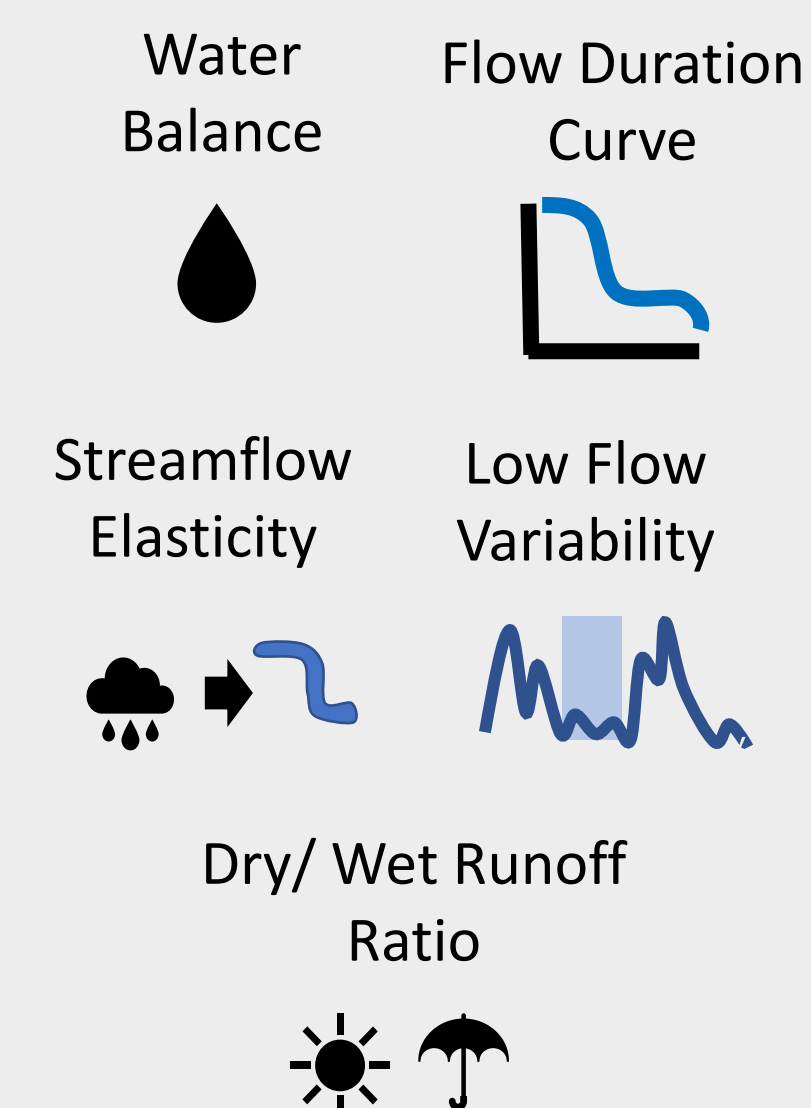 Water
Balance
Flow Duration
Curve
Streamflow
Elasticity
Low Flow
Variability
Dry/ Wet Runoff
Ratio